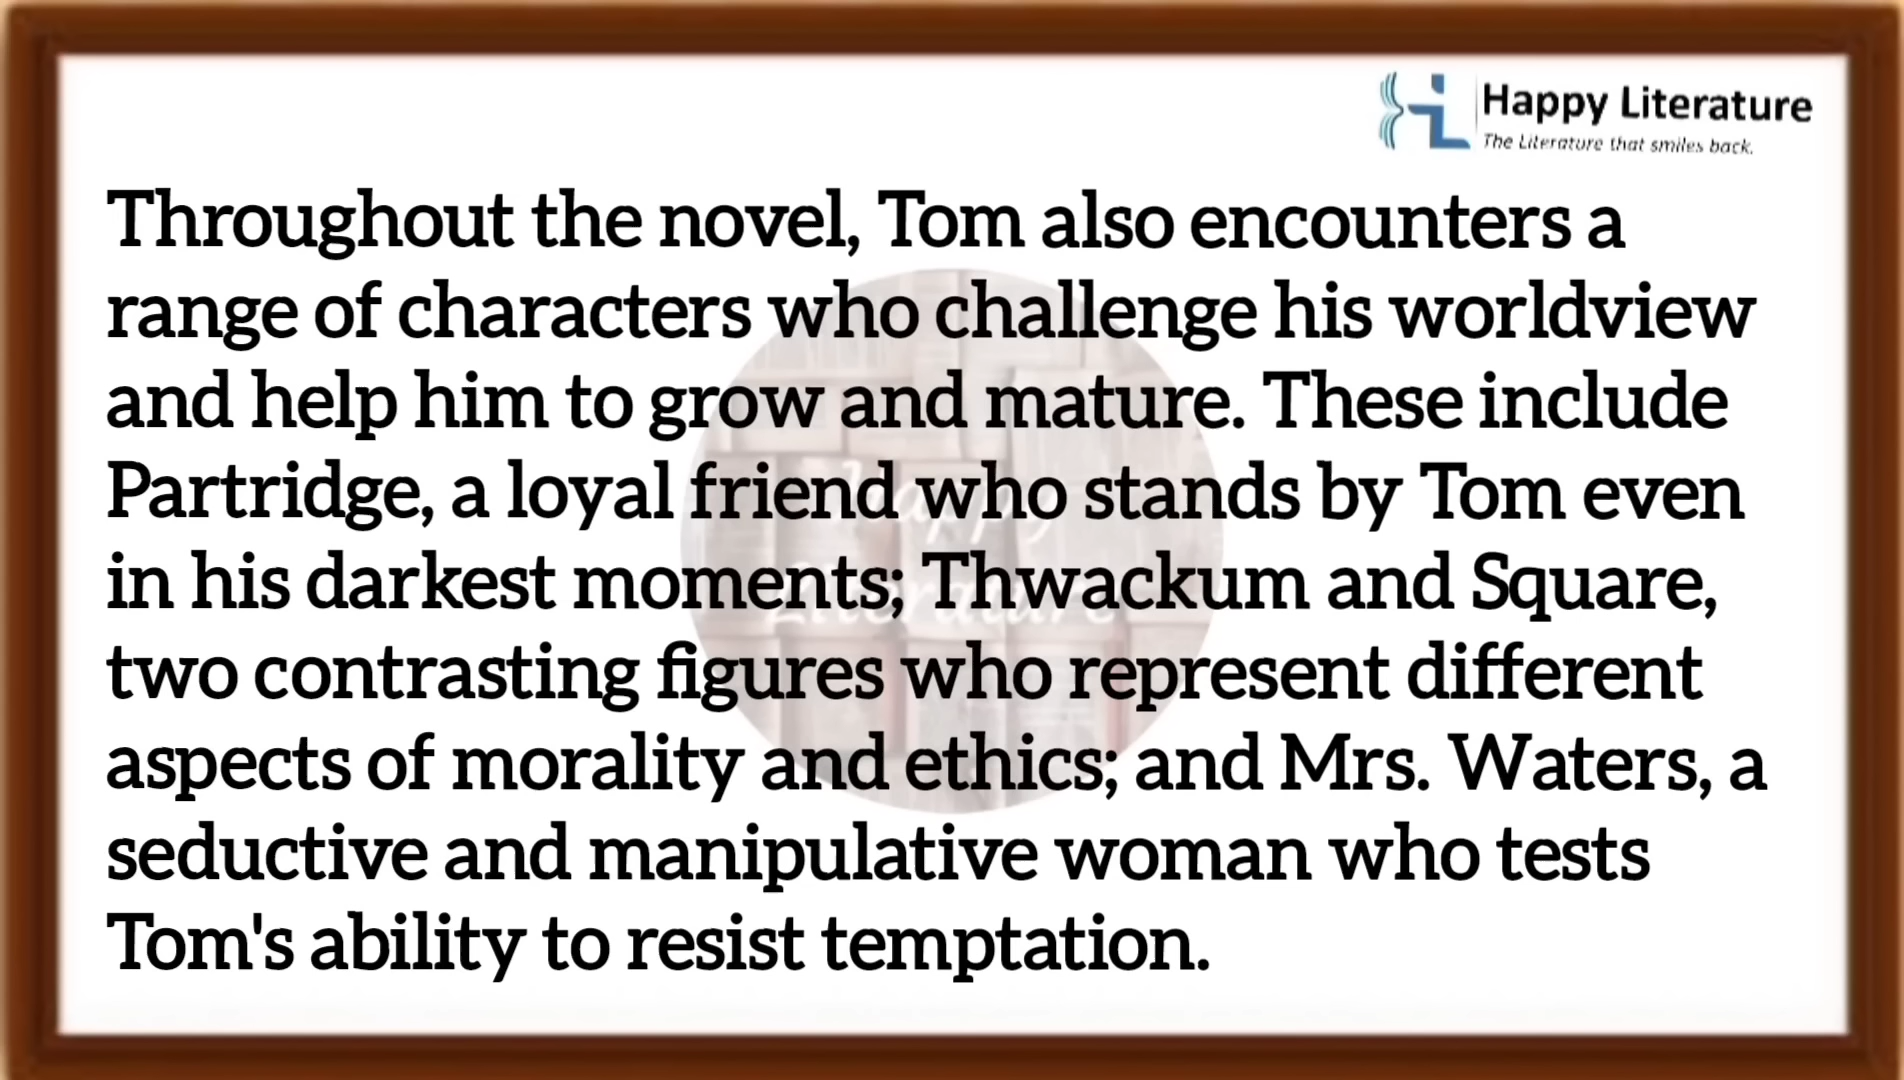 Happy Literature
The Literature that smiles back.
Throughout the novel, Tom also encounters a
range of characters who challenge his worldview
and help him to grow and mature. These include
Partridge, a loyal friend who stands by Tom even
in his darkest moments; Thwackum and Square,
two contrasting figures who represent different
aspects of morality and ethics; and Mrs. Waters, a
seductive and manipulative woman who tests
Tom's ability to resist temptation.
Happy
Literature